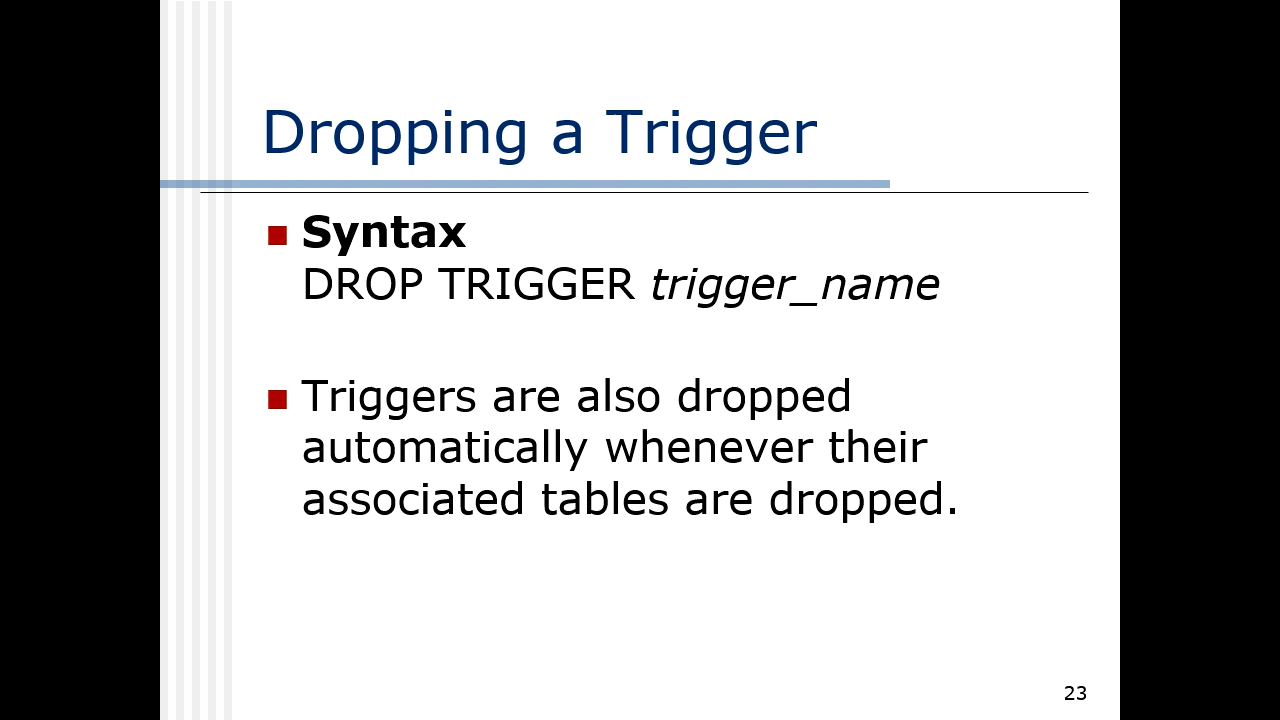 Dropping a Trigger
Syntax
DROP TRIGGER trigger_name
Triggers are also dropped
automatically whenever their
associated tables are dropped.
23